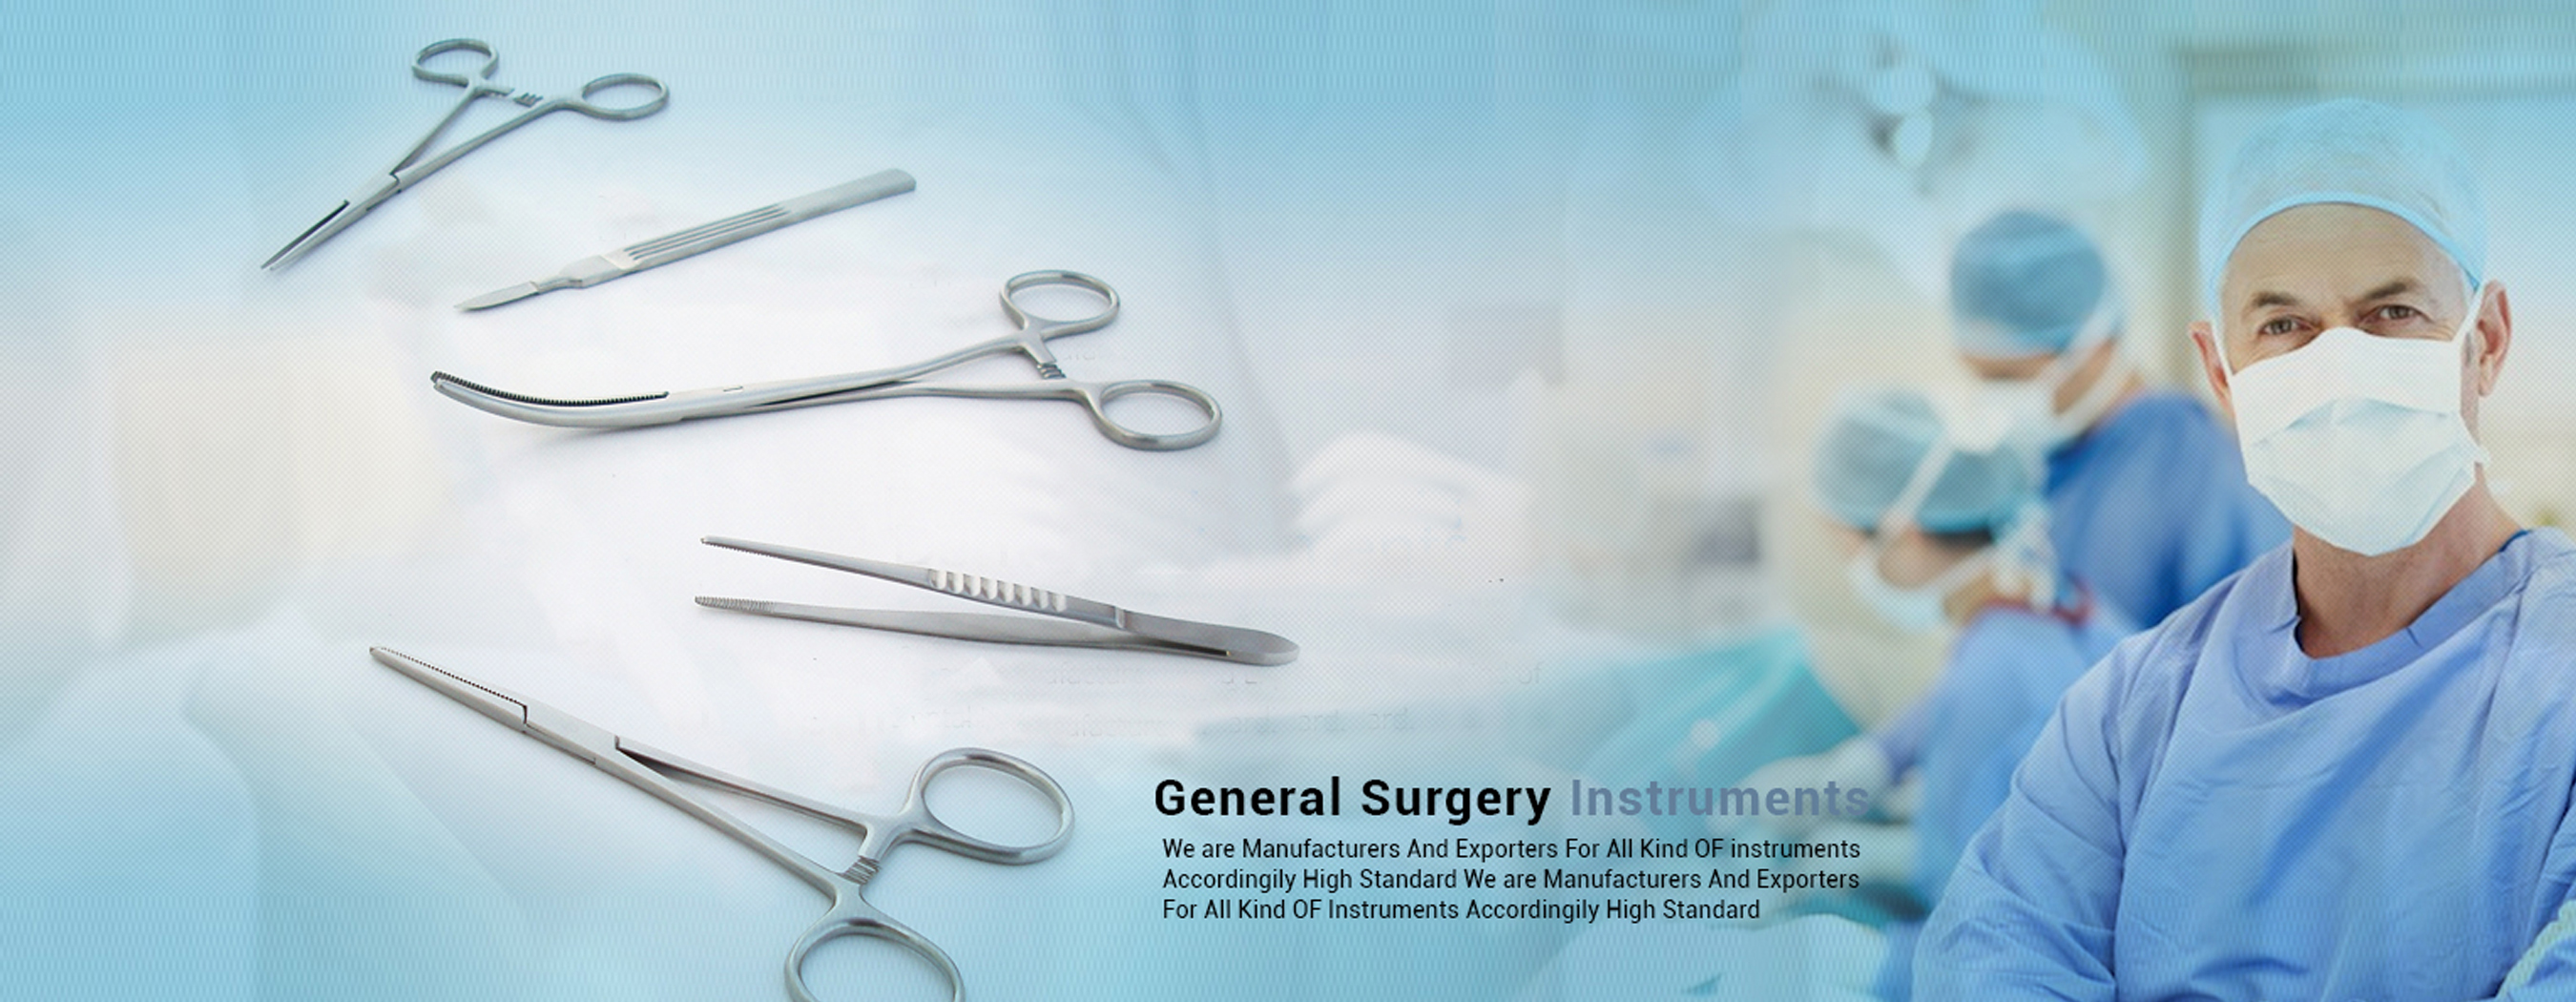 General Surgery Instruments
We are Manufacturers And Exporters For All Kind OF instruments
Accordingily High Standard We are Manufacturers And Exporters
For All Kind OF Instruments Accordingily High Standard